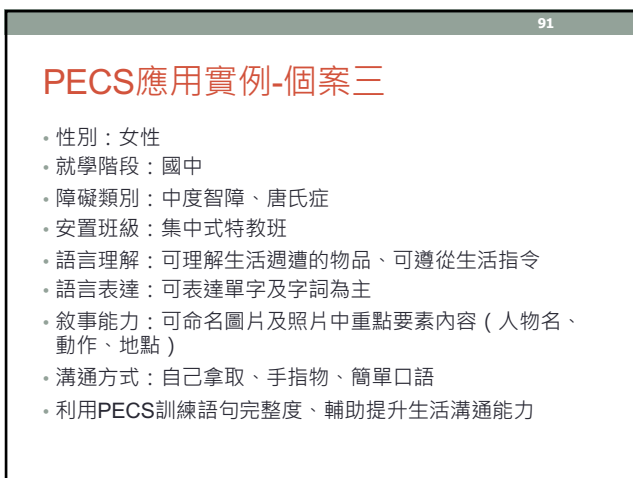 91
PECS應用實例-個案三
• 性別：女性
• 就學階段：國中
• 障礙類別：中度智障、唐氏症
• 安置班級：集中式特教班
• 語言理解：可理解生活週遭的物品、可遵從生活指令
• 語言表達：可表達單字及字詞為主
• 敘事能力：可命名圖片及照片中重點要素內容（人物名、
動作、地點）
• 溝通方式：自己拿取、手指物、簡單口語
• 利用PECS訓練語句完整度、輔助提升生活溝通能力